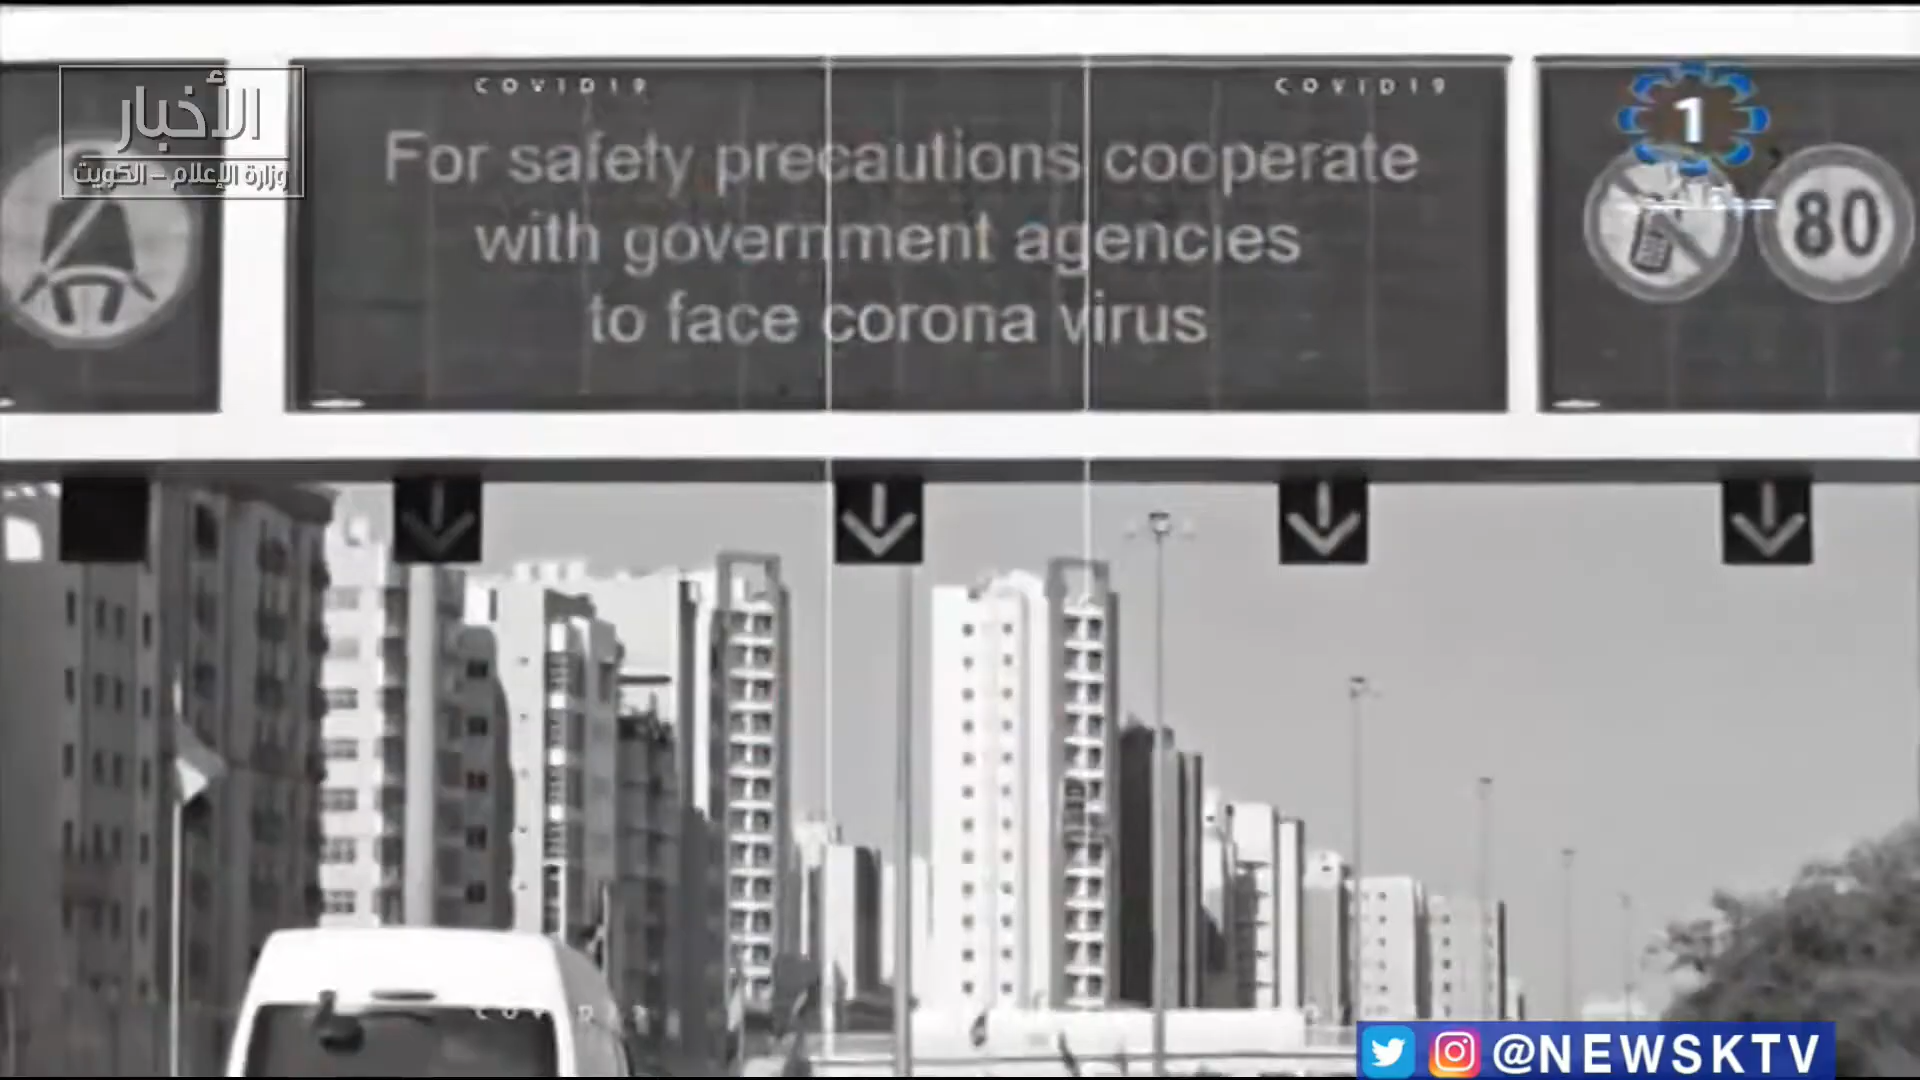 الأخبار
وزارة الإعلام - الكويت
COVID19
COVID19
1
For safety precautions cooperate
with government agencies
to face corona virus
80
COVID19
@NEWSKTV